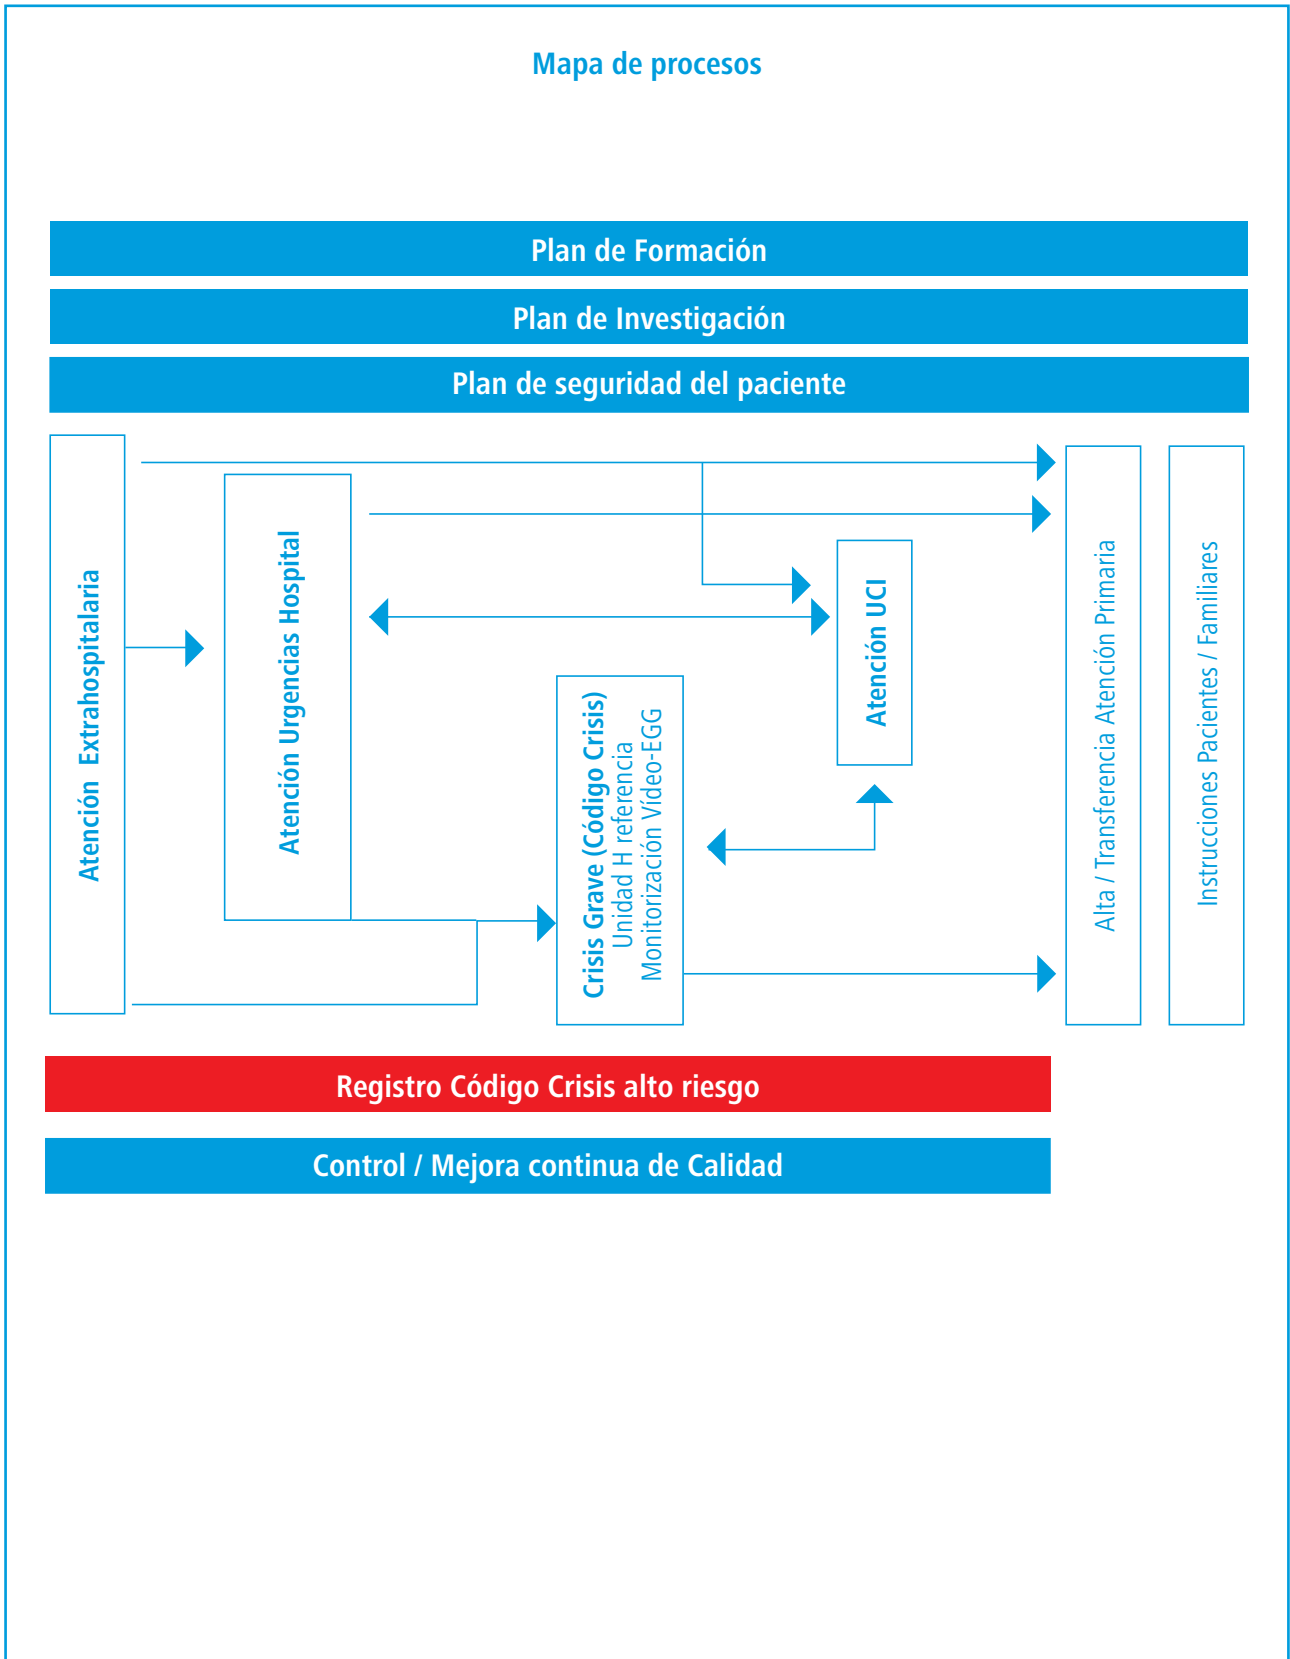 Mapa de procesos
Plan de Formación
Plan de Investigación
Plan de seguridad del paciente
Atención Extrahospitalaria
Atención Urgencias Hospital
Crisis Grave (Código Crisis)
Unidad H referencia
Monitorización Vídeo-EGG
Atención UCI
Alta / Transferencia Atención Primaria
Instrucciones Pacientes / Familiares
Registro Código Crisis alto riesgo
Control / Mejora continua de Calidad